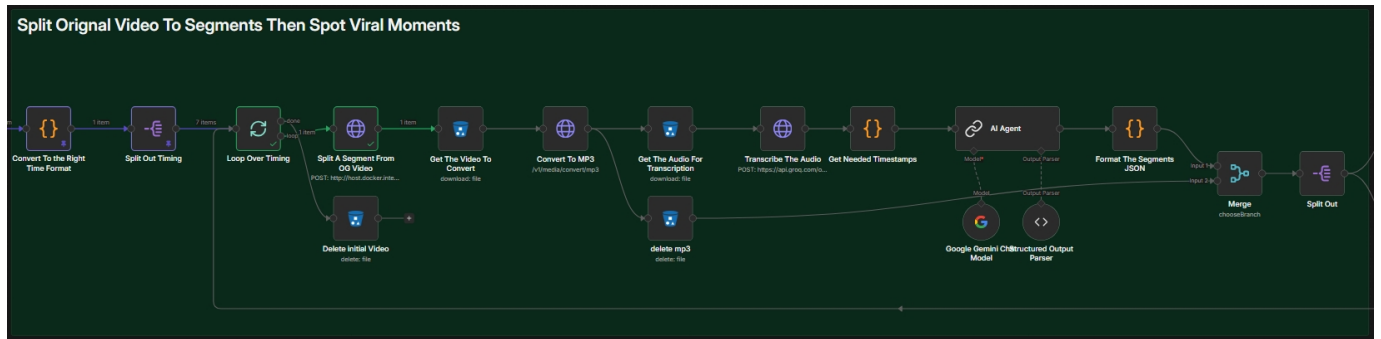 Split Orignal Video To Segments Then Spot Viral Moments
1 item
7 items
done
loop
1 item
1 item
Convert To the Right
Time Format
Split Out Timing
Loop Over Timing
Split A Segment From
OG Video
POST: http://host.docker.inte...
Get The Video To
Convert
download: file
Convert To MP3
/v1/media/convert/mp3
Get The Audio For
Transcription
download: file
Transcribe The Audio
POST: https://api.groq.com/o...
Get Needed Timestamps
AI Agent
Model*
Output Parser
Format The Segments
JSON
Input 1
Input 2
Merge
chooseBranch
Split Out
Delete initial Video
delete: file
delete mp3
delete: file
Model
Output Parser
Google Gemini Chat
Model
Structured Output
Parser